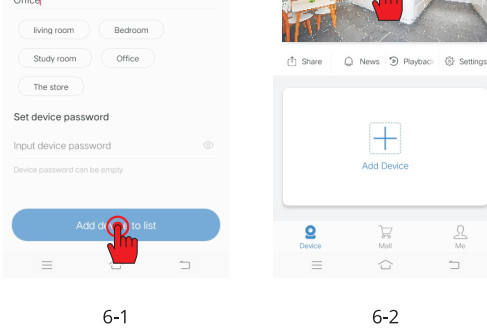 Office
living room Bedroom
Study room Office
The store
Set device password
Input device password
Device password can be empty
Add device to list
6-1
Share News Playback Settings
Add Device
Device Mall Me
6-2